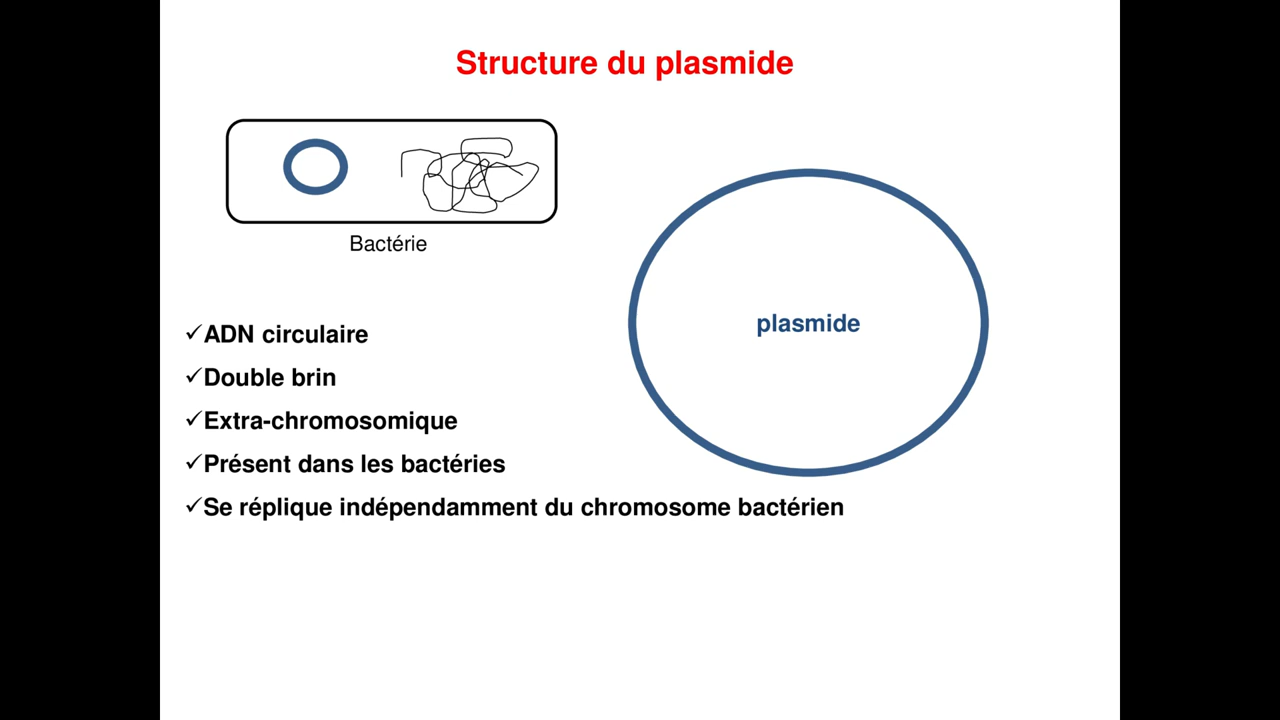 Structure du plasmide
Bactérie
plasmide
✓ADN circulaire
✓Double brin
✓Extra-chromosomique
✓Présent dans les bactéries
✓Se réplique indépendamment du chromosome bactérien